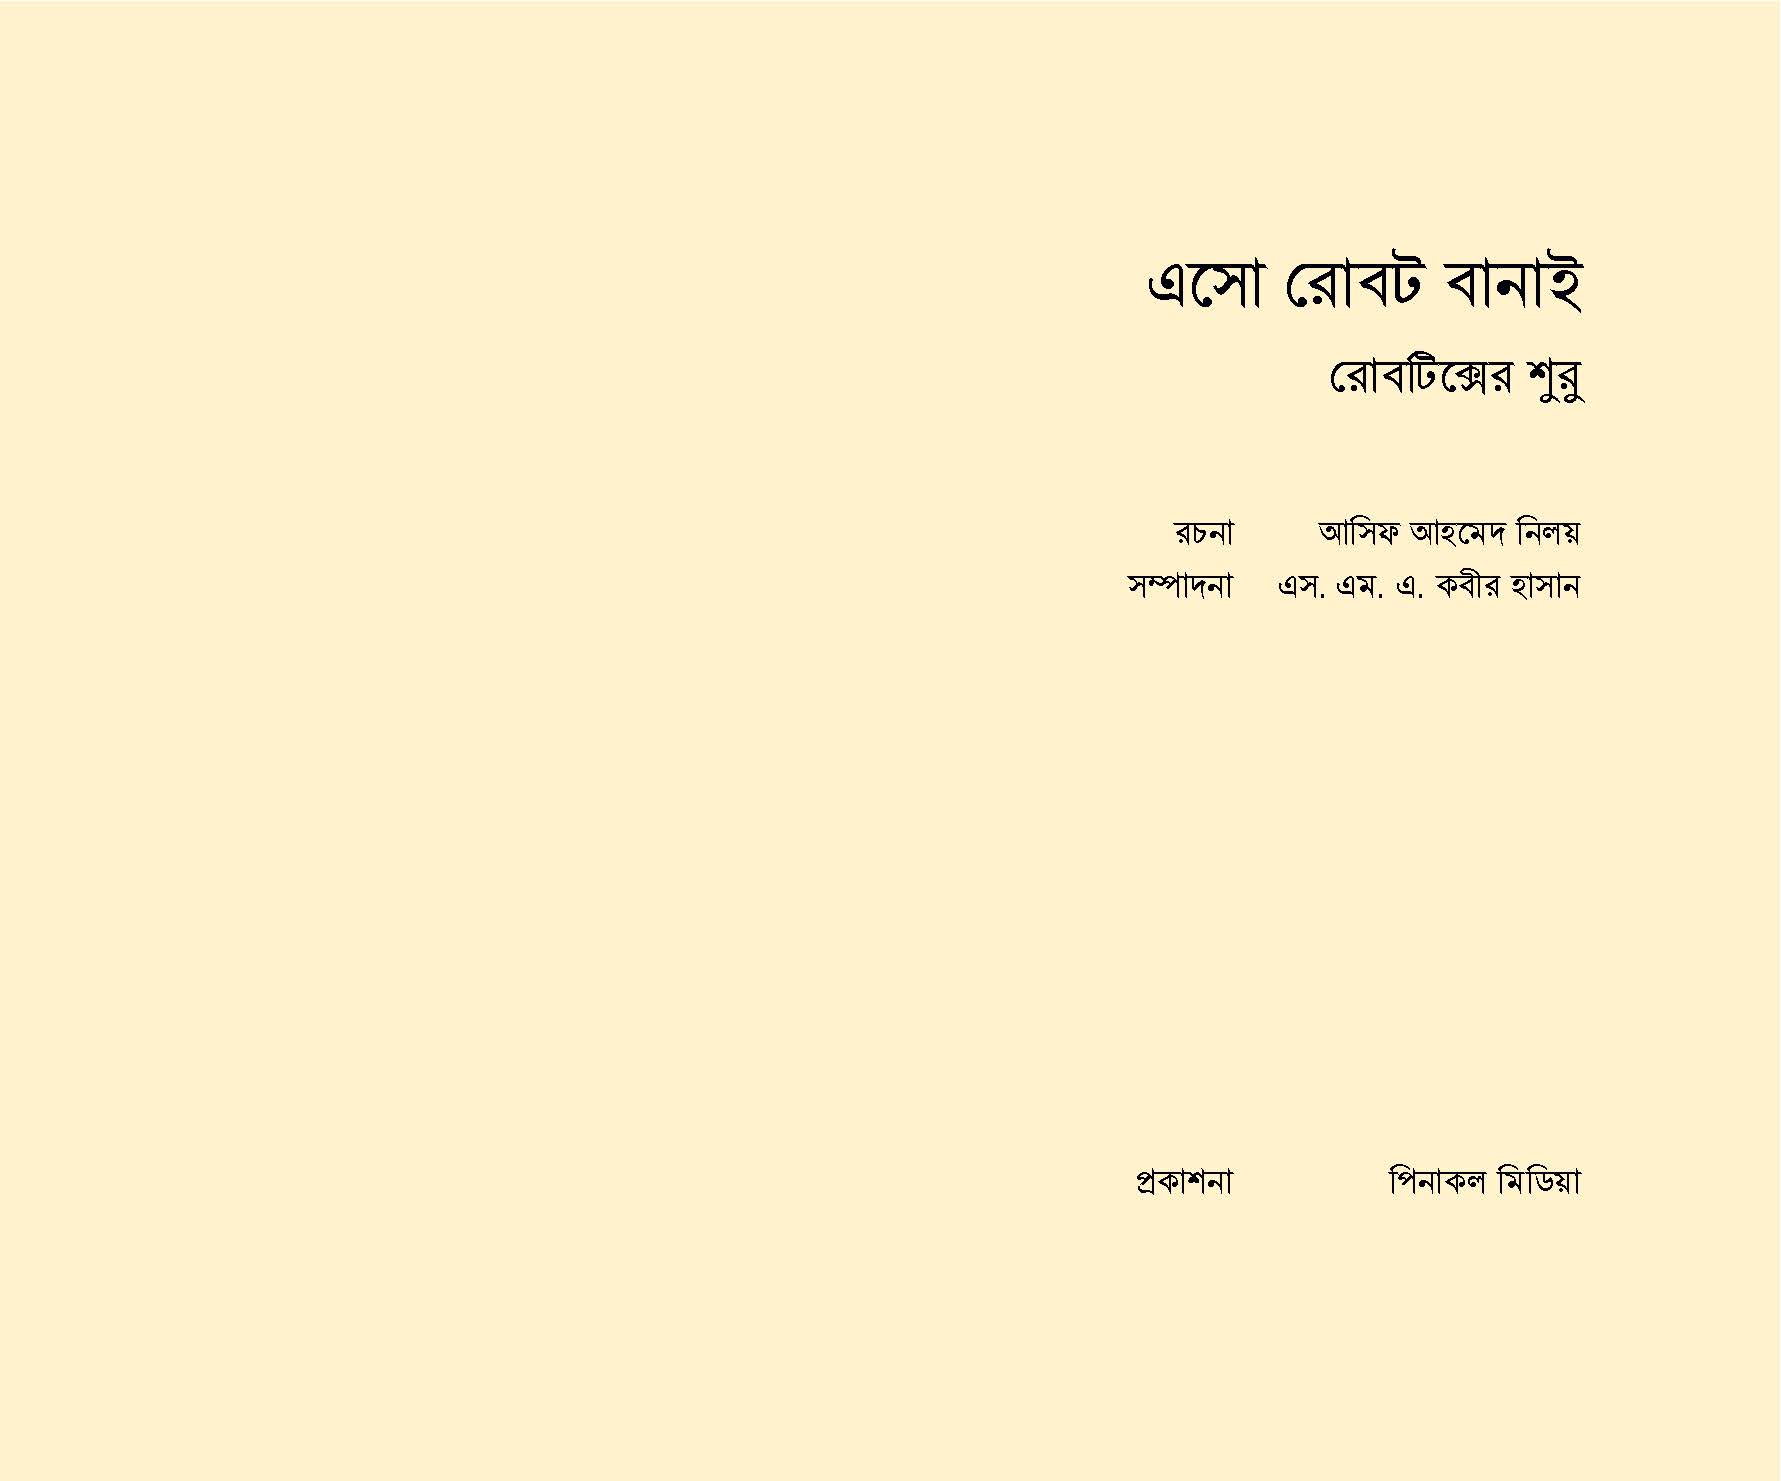 এসো রোবট বানাই
রোবটিক্সের শুরু
রচনা আসিফ আহমেদ নিলয়
সম্পাদনা এস. এম. এ. কবীর হাসান
প্রকাশনা পিনাকল মিডিয়া